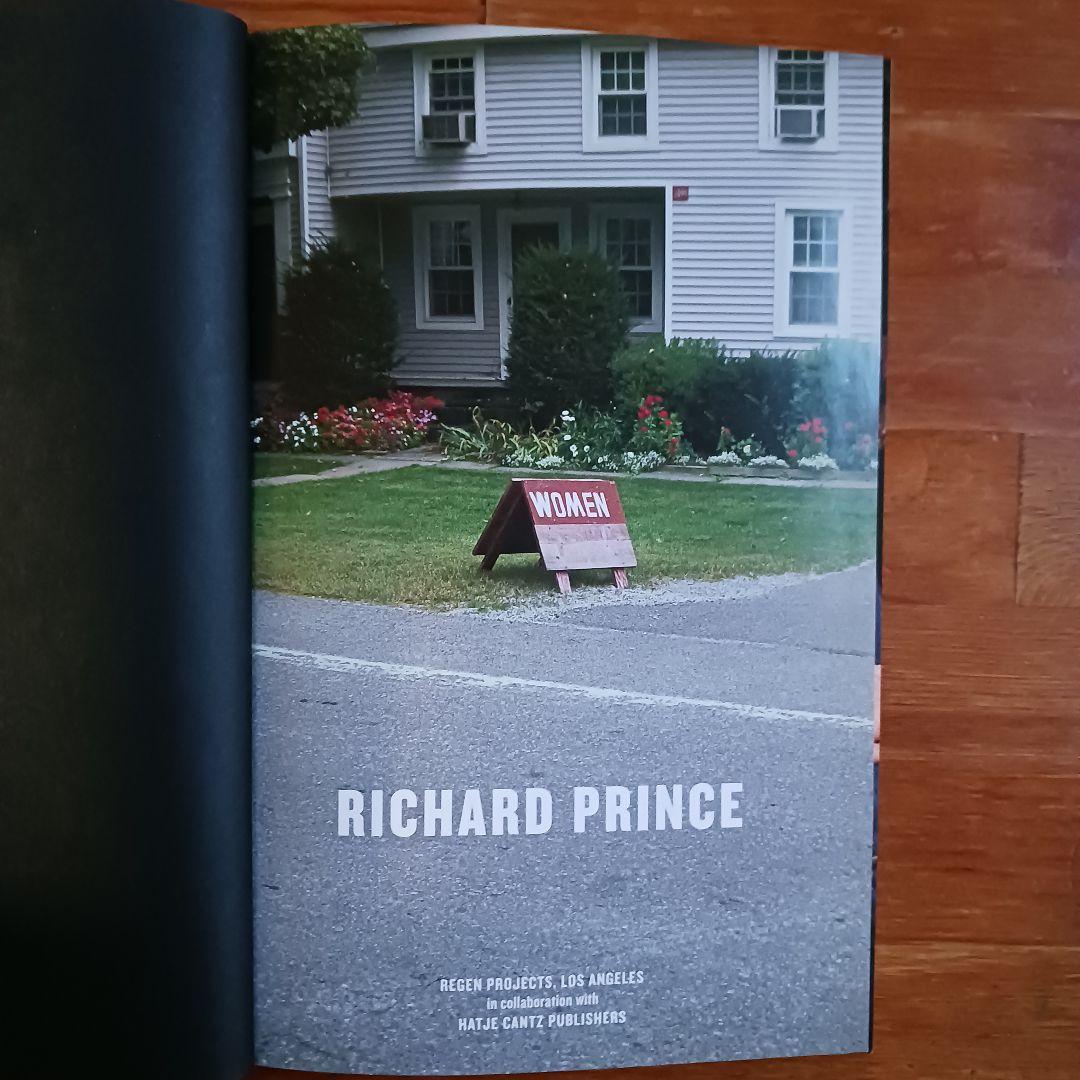 WOMEN
RICHARD PRINCE
REGEN PROJECTS, LOS ANGELES
in collaboration with
HATJE CANTZ PUBLISHERS